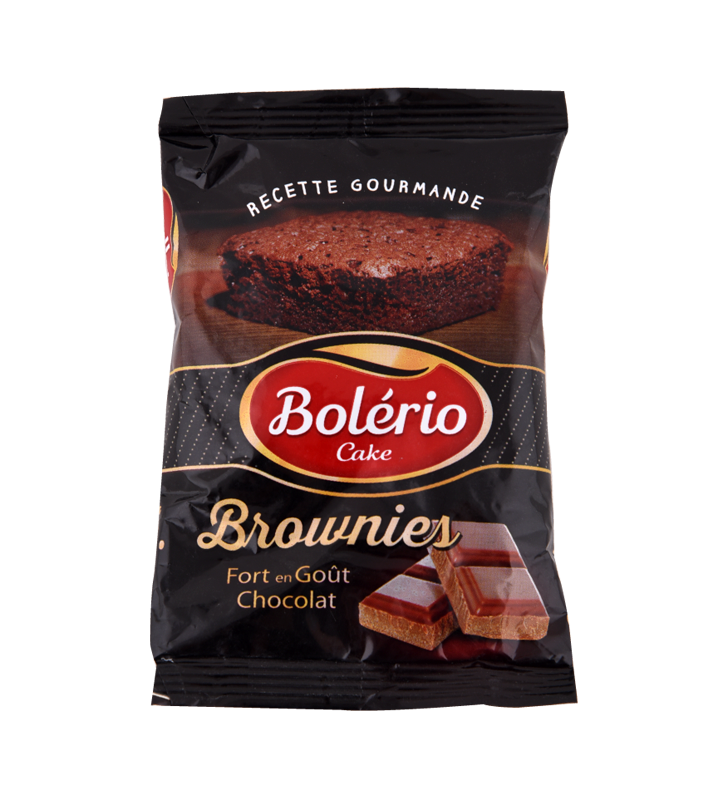 RECETTE GOURMANDE
Bolério
Cake
Brownies
Fort en Goût
Chocolat